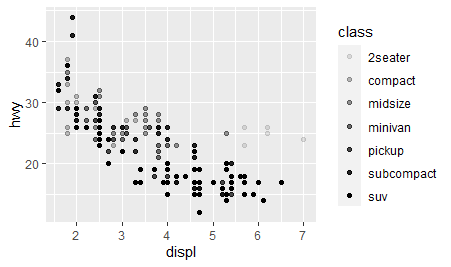 40
30
20
hwy
2
3
4
5
6
7
displ
class
2seater
compact
midsize
minivan
pickup
subcompact
suv